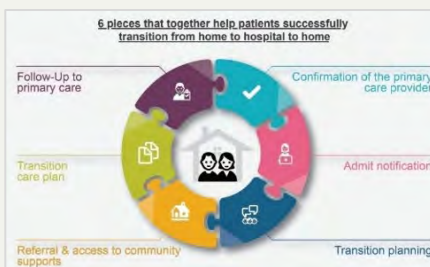 6 pieces that together help patients successfully
transition from home to hospital to home
Follow-Up to
primary care
Confirmation of the primary
care provider
Transition
care plan
Admit notification
Referral & access to community
supports
Transition planning